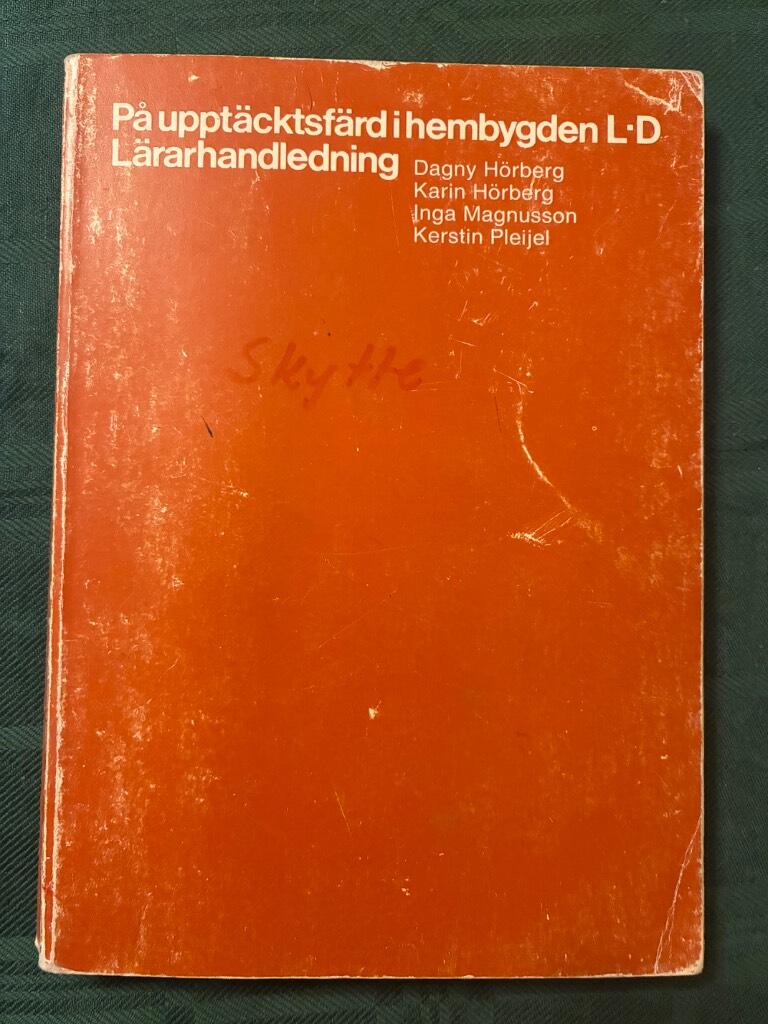 På upptäcktsfärd i hembygden L·D
Lärarhandledning
Dagny Hörberg
Karin Hörberg
Inga Magnusson
Kerstin Pleijel
Skytte